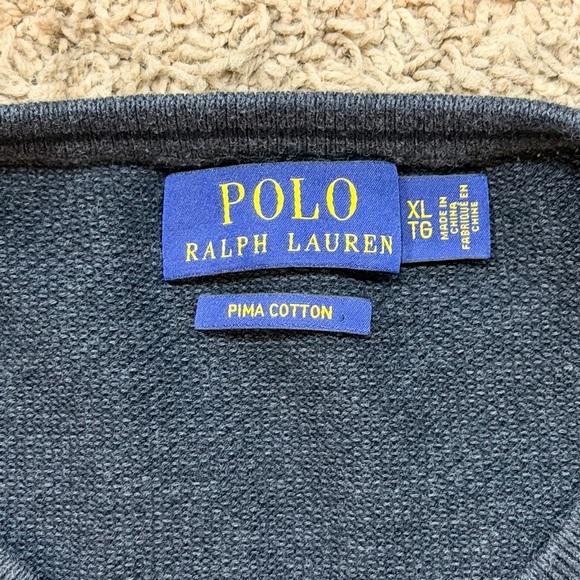 POLO
RALPH LAUREN
XL
TG
MADE IN
CHINA
FABRIQUÉ EN
CHINE
PIMA COTTON